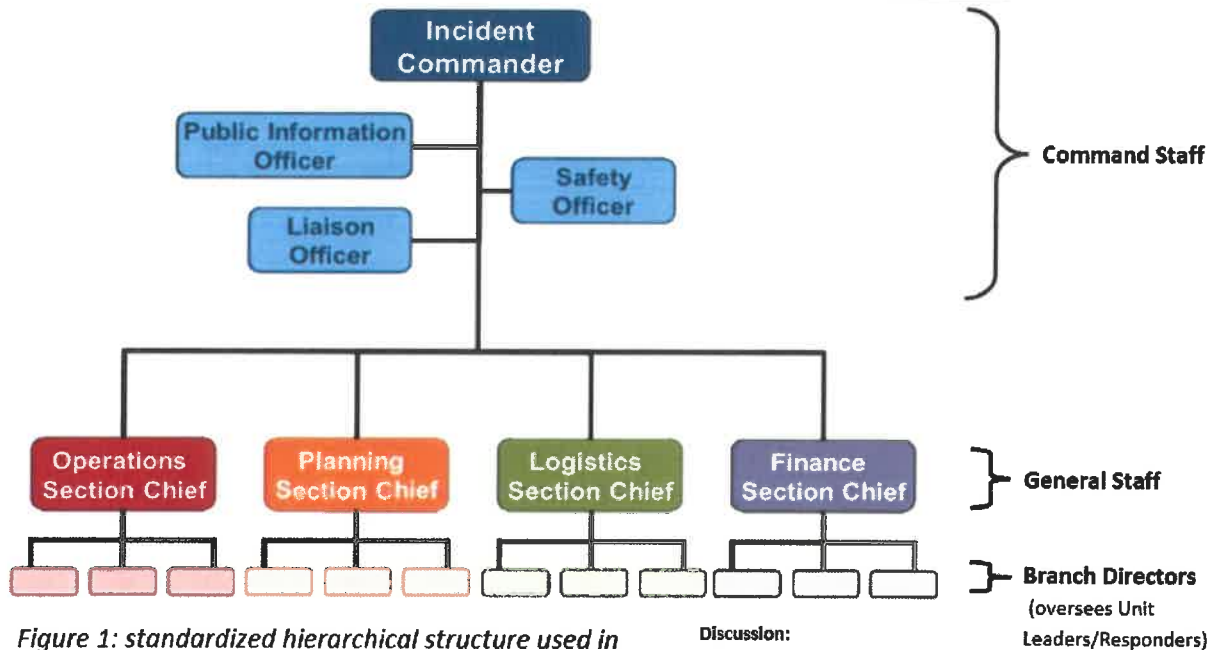 Incident
Commander
Public Information
Officer
Safety
Officer
Liaison
Officer
Command Staff
Operations
Section Chief
Planning
Section Chief
Logistics
Section Chief
Finance
Section Chief
General Staff
Branch Directors
(oversees Unit
Leaders/Responders)
Figure 1: standardized hierarchical structure used in
Discussion: